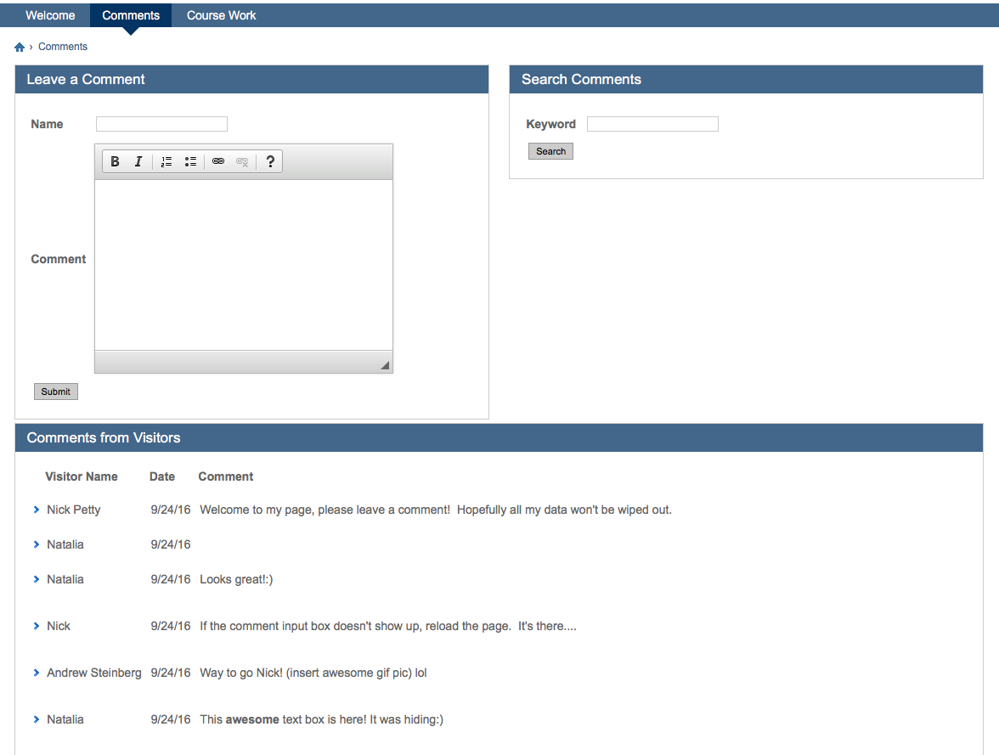 Welcome Comments Course Work
› Comments
Leave a Comment
Name
B I ?
Comment
Submit
Search Comments
Keyword
Search
Comments from Visitors
Visitor Name Date Comment
Nick Petty 9/24/16 Welcome to my page, please leave a comment!  Hopefully all my data won't be wiped out.
Natalia 9/24/16
Natalia 9/24/16 Looks great!:)
Nick 9/24/16 If the comment input box doesn't show up, reload the page.  It's there....
Andrew Steinberg 9/24/16 Way to go Nick! (insert awesome gif pic) lol
Natalia 9/24/16 This awesome text box is here! It was hiding:)